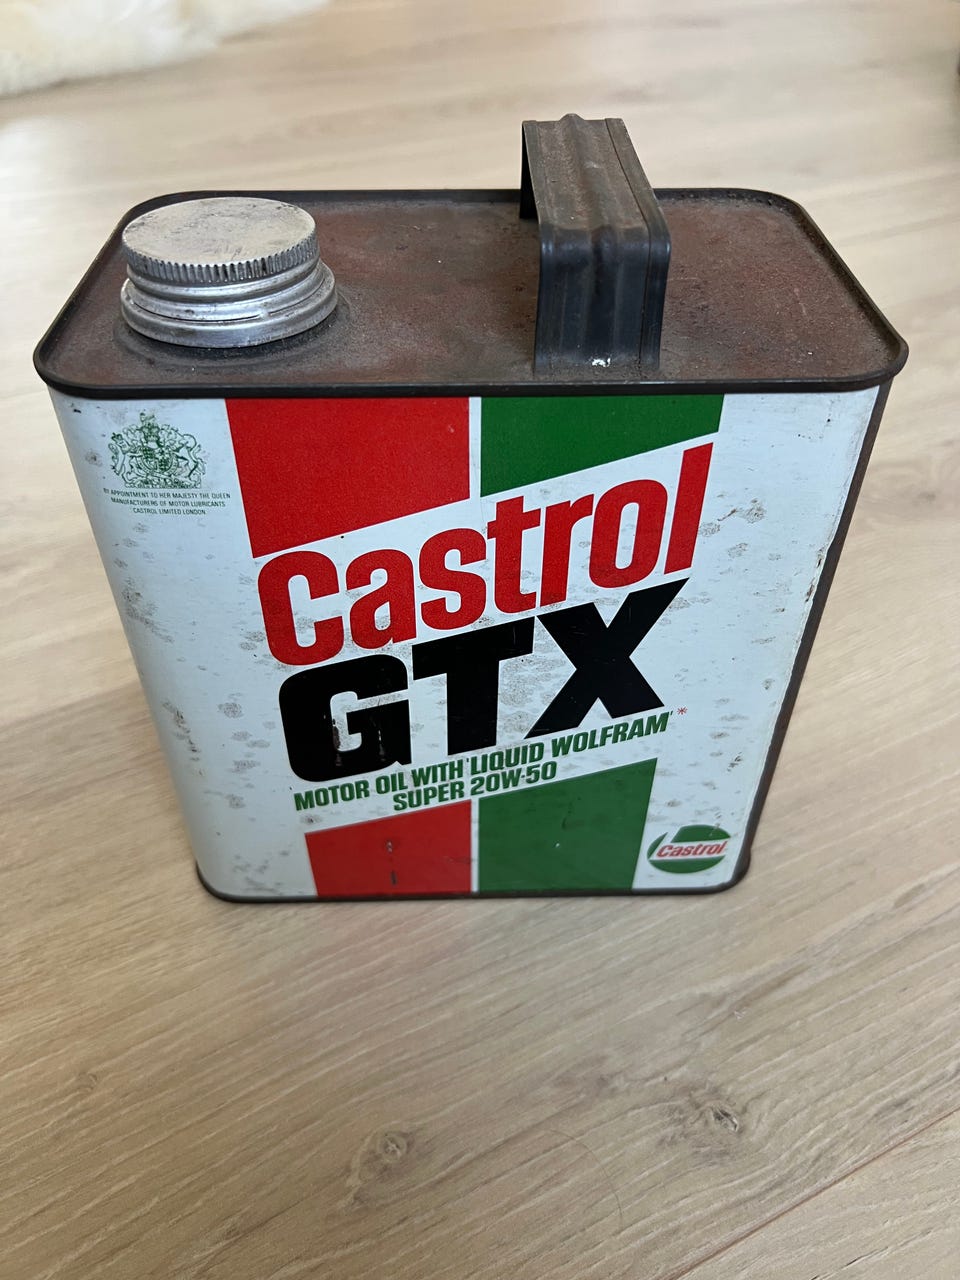 BY APPOINTMENT TO HER MAJESTY THE QUEEN
MANUFACTURERS OF MOTOR LUBRICANTS
CASTROL LIMITED LONDON
Castrol
GTX
MOTOR OIL WITH 'LIQUID WOLFRAM'*
SUPER 20W-50
Castrol